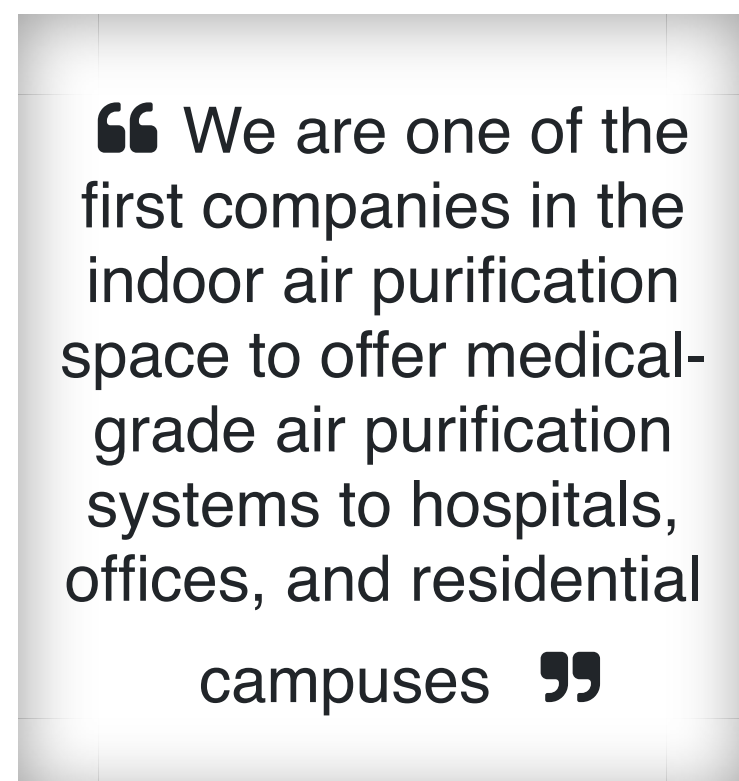 “ We are one of the
first companies in the
indoor air purification
space to offer medical-
grade air purification
systems to hospitals,
offices, and residential
campuses ”